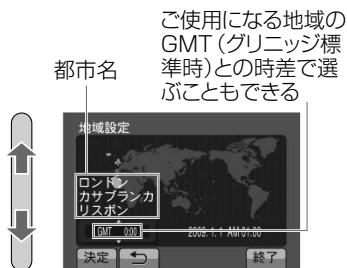 ご使用になる地域の
GMT（グリニッジ標
準時）との時差で選
ぶこともできる
都市名
地域設定
ロンドン
カサブランカ
リスボン
GMT 0:00
2009. 1. 1 AM 01:00
決定
終了